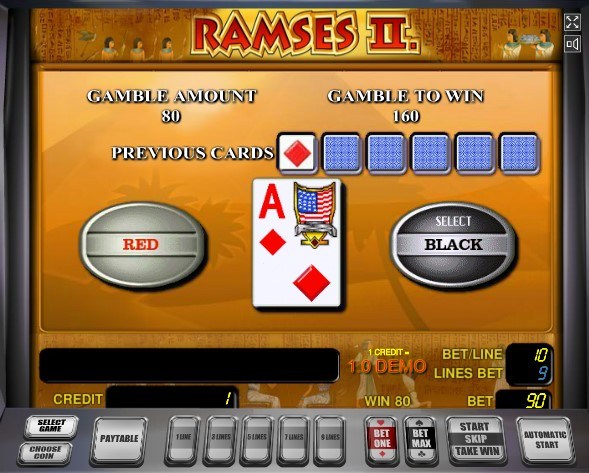 RAMSES II.
GAMBLE AMOUNT
80
GAMBLE TO WIN
160
PREVIOUS CARDS
A
RED
SELECT
BLACK
1 CREDIT =
1.0 DEMO
BET/LINE 10
LINES BET 9
CREDIT 1
WIN 80
BET 90
SELECT GAME
CHOOSE COIN
PAYTABLE
1 LINE
3 LINES
5 LINES
7 LINES
9 LINES
BET ONE
BET MAX
START
SKIP
TAKE WIN
AUTOMATIC START